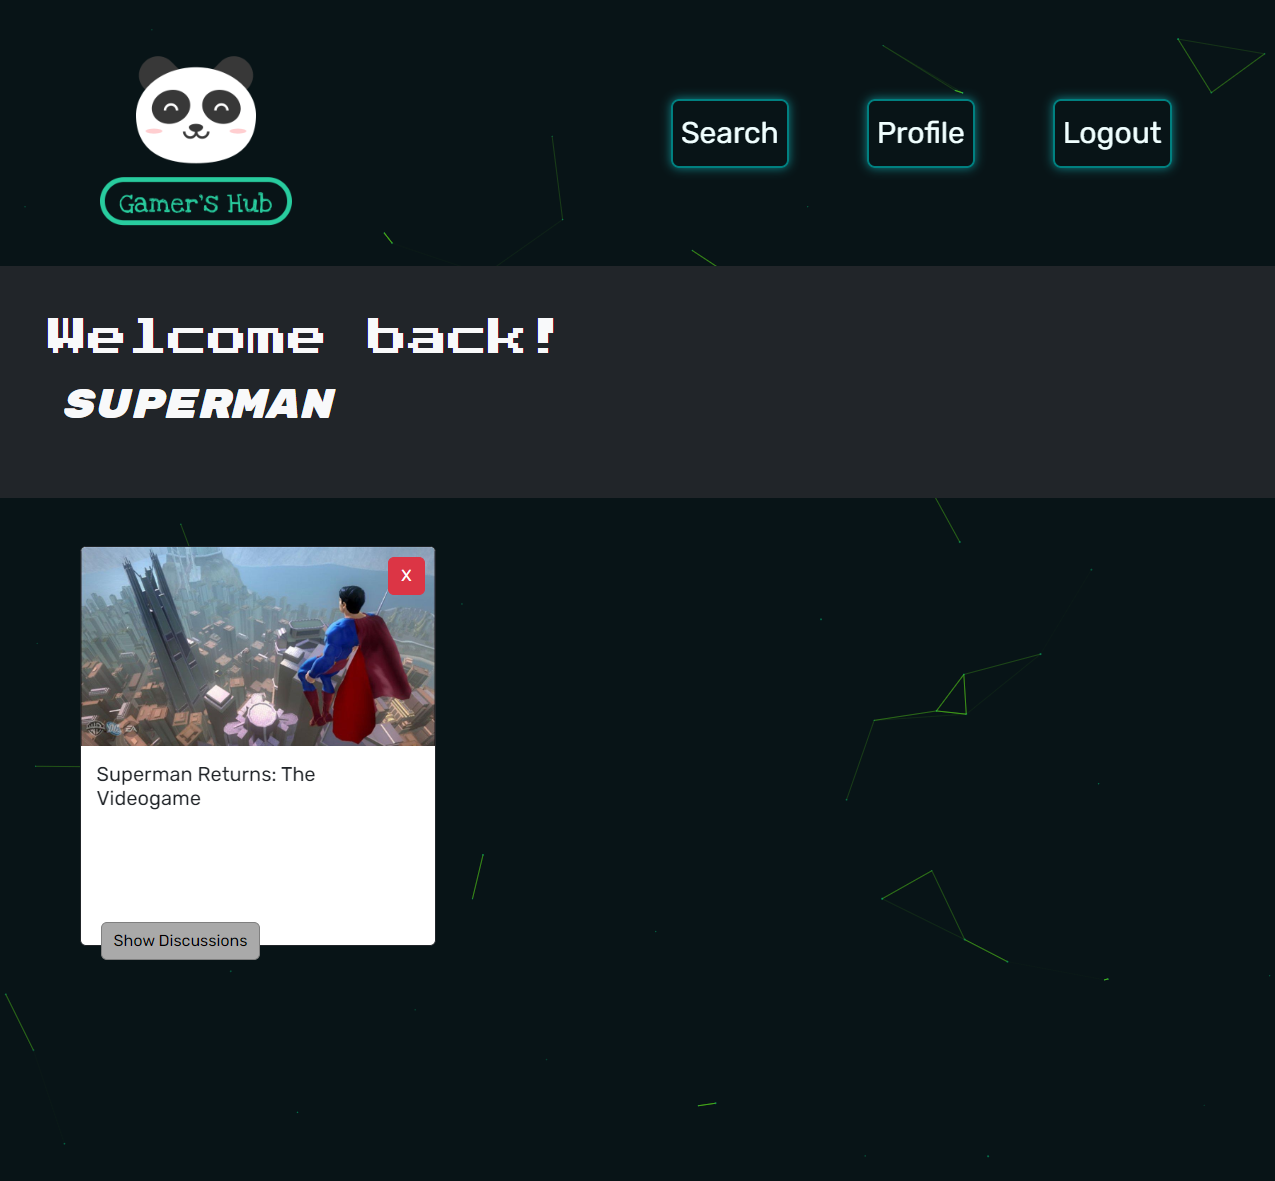 Gamer's Hub
Search
Profile
Logout
Welcome back!
SUPERMAN
X
Superman Returns: The
Videogame
Show Discussions